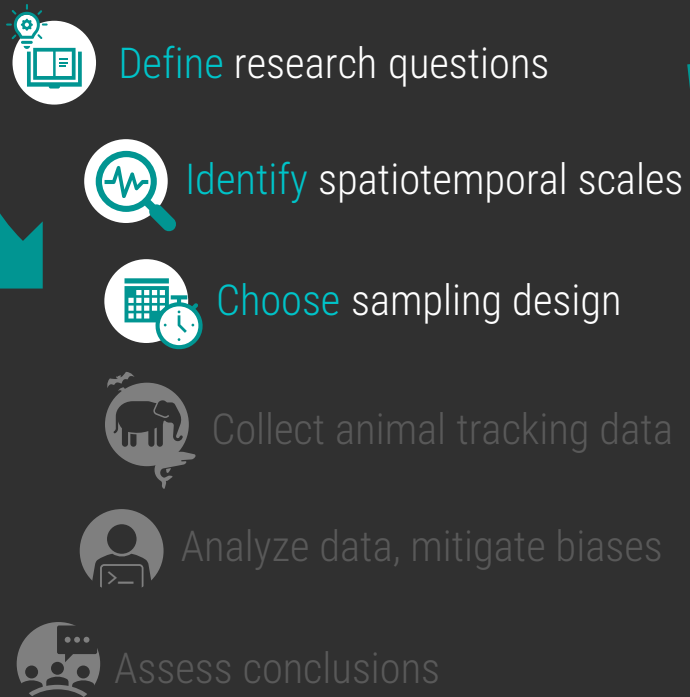 Define research questions
Identify spatiotemporal scales
Choose sampling design
Collect animal tracking data
Analyze data, mitigate biases
Assess conclusions